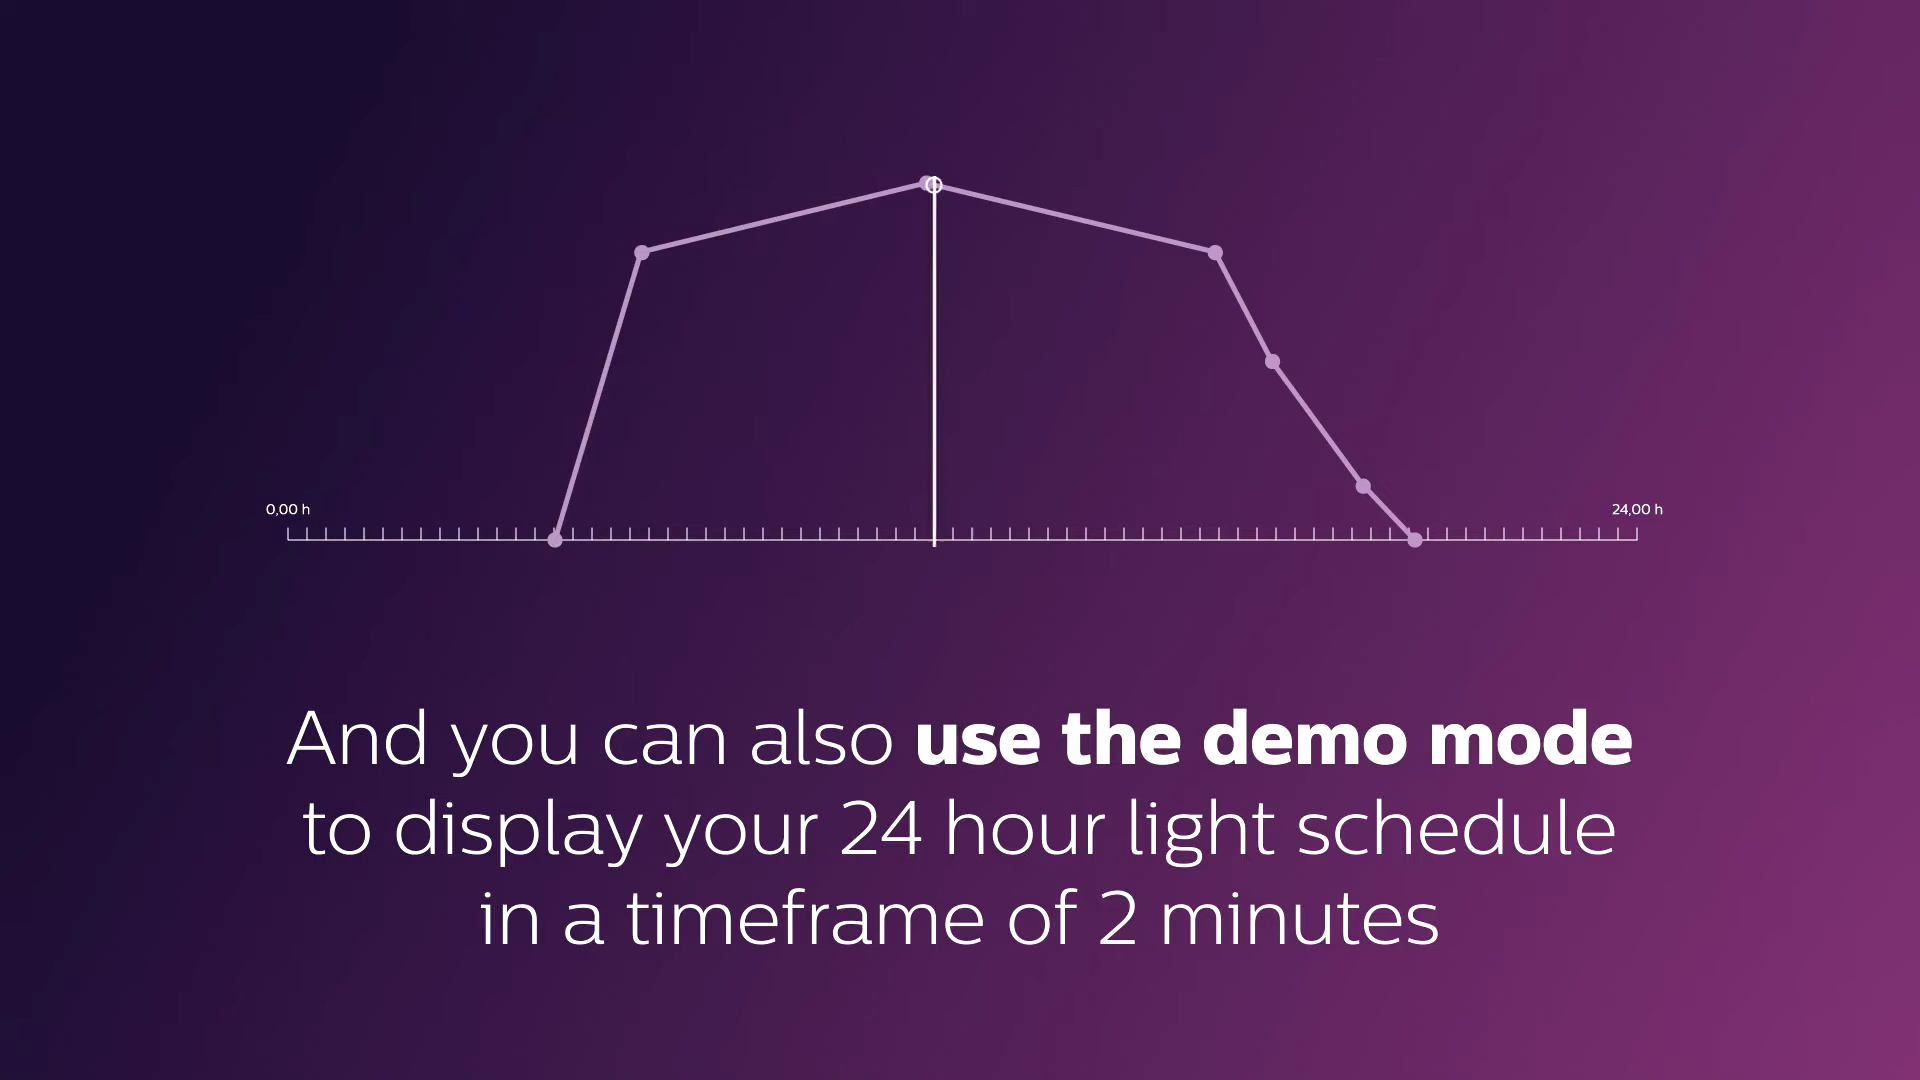 0,00 h
24,00 h
And you can also use the demo mode
to display your 24 hour light schedule
in a timeframe of 2 minutes